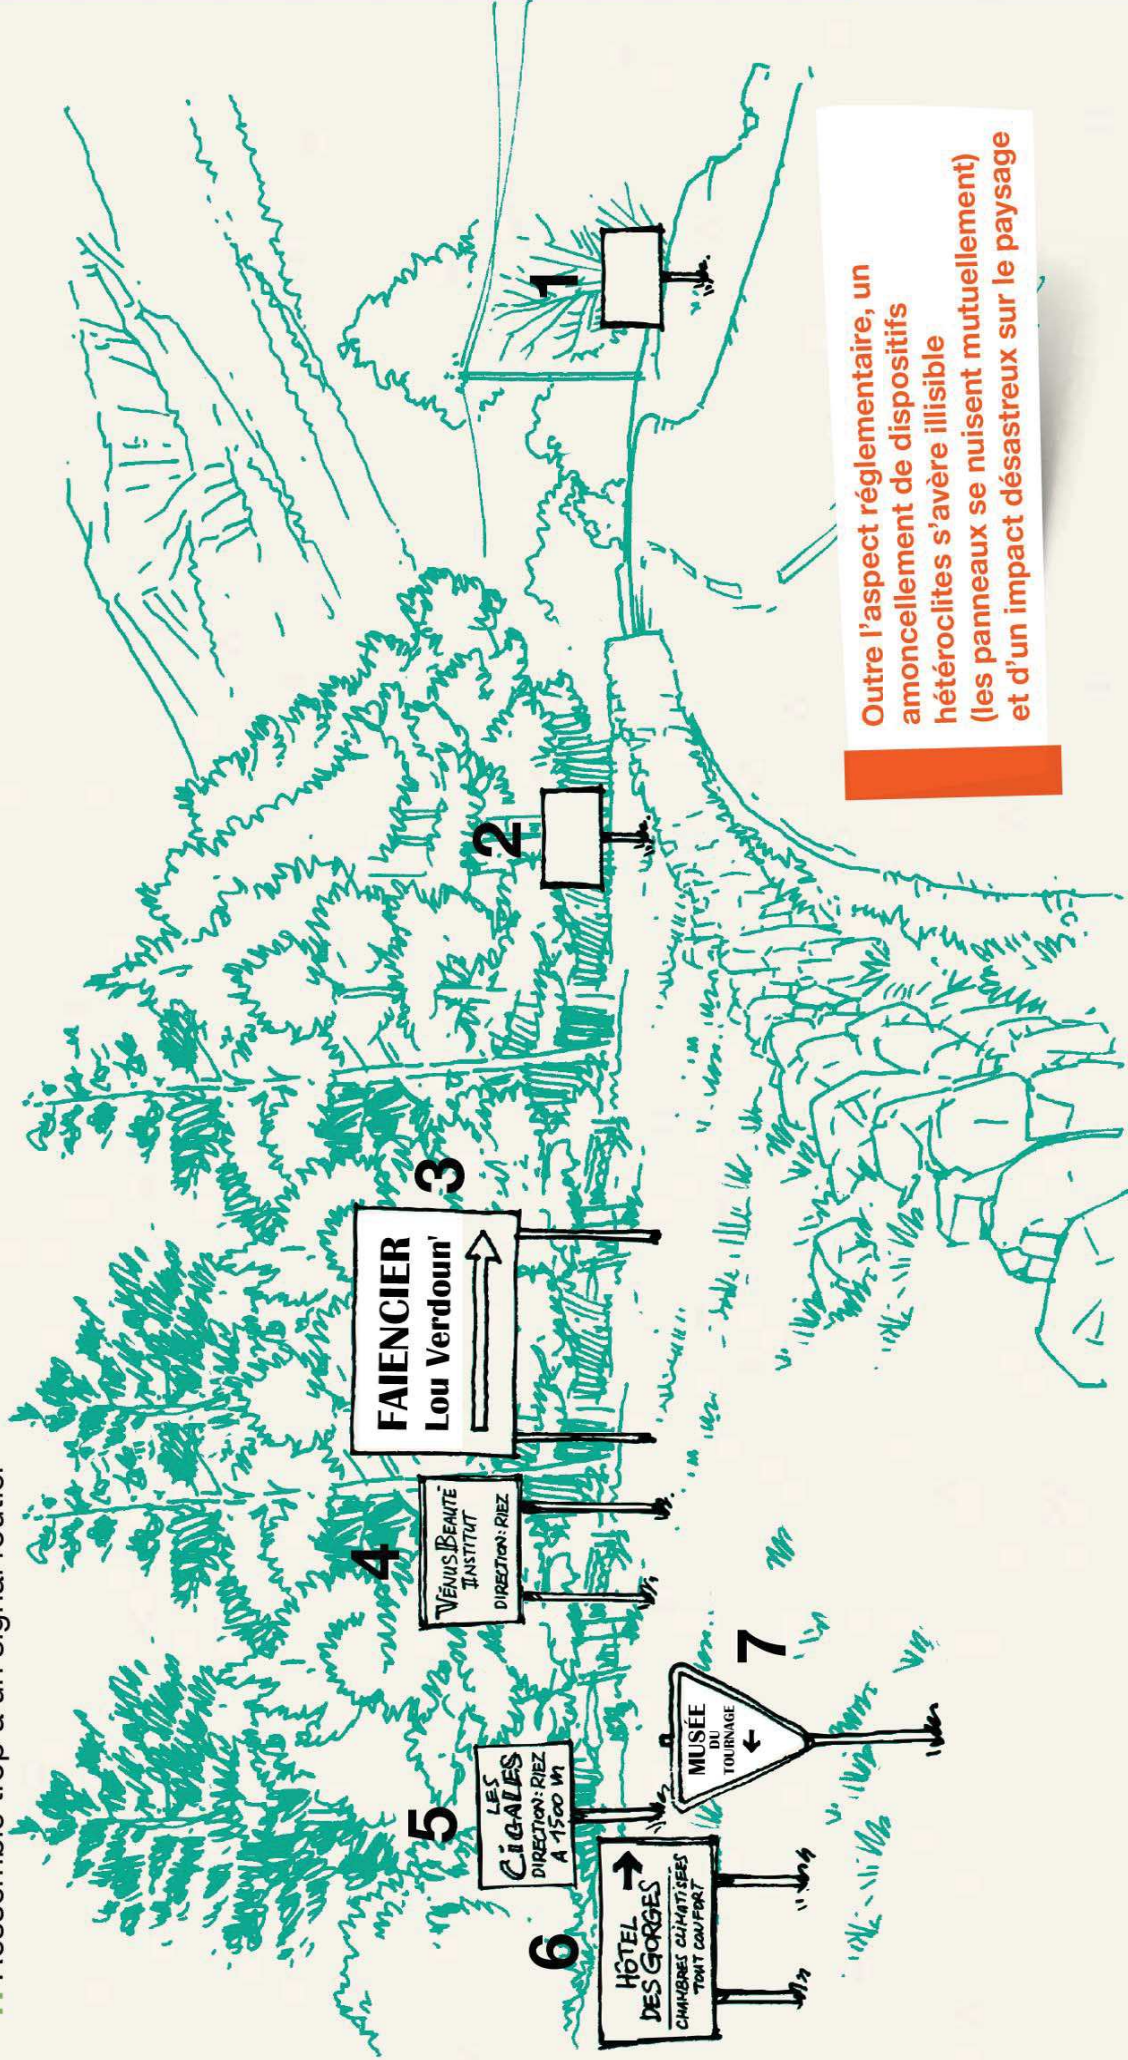 Ressemble trop à un signal routier.
FAIENCIER
Lou Verdoun'
3
4
VÉNUS BEAUTÉ
INSTITUT
DIRECTION: RIEZ
5
LES
CIGALES
DIRECTION: RIEZ
A 1500 m
6
HÔTEL
DES GORGES
CHAMBRES CLIMATISEES
TOUT CONFORT
7
MUSÉE
DU
TOURNAGE
2
1
Outre l'aspect réglementaire, un
amoncellement de dispositifs
hétéroclites s'avère illisible
(les panneaux se nuisent mutuellement)
et d'un impact désastreux sur le paysage